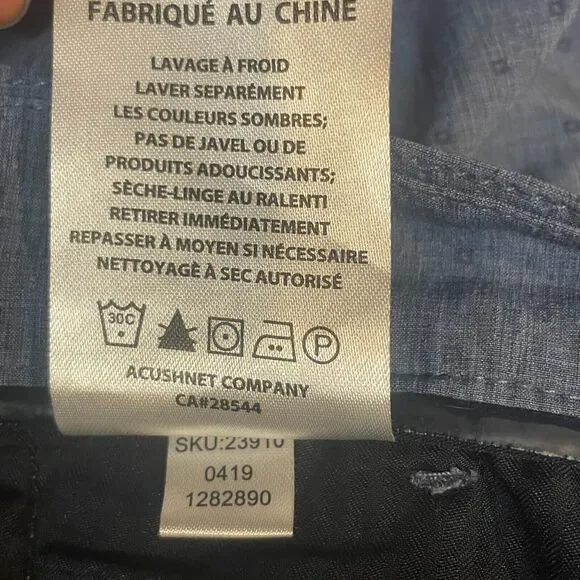 FABRIQUÉ AU CHINE
LAVAGE À FROID
LAVER SEPARÉMENT
LES COULEURS SOMBRES;
PAS DE JAVEL OU DE
PRODUITS ADOUCISSANTS;
SÈCHE-LINGE AU RALENTI
RETIRER IMMÉDIATEMENT
REPASSER À MOYEN SI NÉCESSAIRE
NETTOYAGE À SEC AUTORISÉ
30C
P
ACUSHNET COMPANY
CA#28544
SKU:23910
0419
1282890